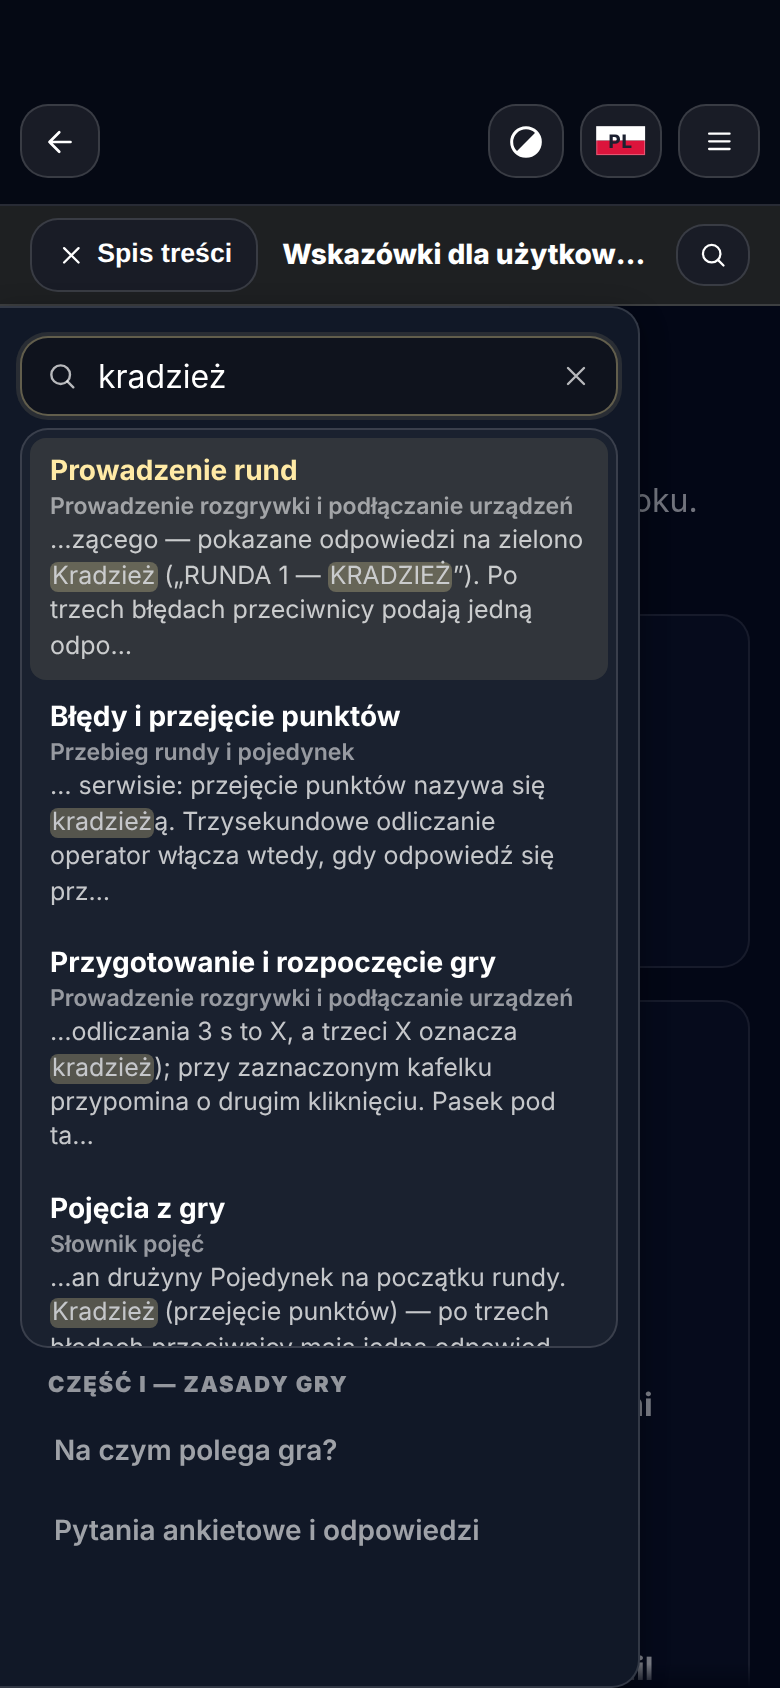 PL
Spis treści
Wskazówki dla użytkow...
kradzież
Prowadzenie rund
Prowadzenie rozgrywki i podłączanie urządzeń
...zącego — pokazane odpowiedzi na zielono
Kradzież („RUNDA 1 — KRADZIEŻ”). Po
trzech błędach przeciwnicy podają jedną
odpo...
oku.
Błędy i przejęcie punktów
Przebieg rundy i pojedynek
... serwisie: przejęcie punktów nazywa się
kradzieżą. Trzysekundowe odliczanie
operator włącza wtedy, gdy odpowiedź się
prz...
Przygotowanie i rozpoczęcie gry
Prowadzenie rozgrywki i podłączanie urządzeń
...odliczania 3 s to X, a trzeci X oznacza
kradzież); przy zaznaczonym kafelku
przypomina o drugim kliknięciu. Pasek pod
ta...
Pojęcia z gry
Słownik pojęć
...an drużyny Pojedynek na początku rundy.
Kradzież (przejęcie punktów) — po trzech
błędach przeciwnicy mają jedną odpowied
CZĘŚĆ I — ZASADY GRY
Na czym polega gra?
Pytania ankietowe i odpowiedzi